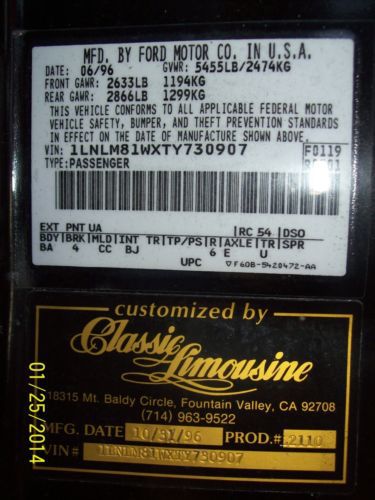 MFD. BY FORD MOTOR CO. IN U.S.A.
DATE: 06/96 GVWR: 5455LB/2474KG
FRONT GAWR: 2633LB 1194KG
REAR GAWR: 2866LB 1299KG
THIS VEHICLE CONFORMS TO ALL APPLICABLE FEDERAL MOTOR
VEHICLE SAFETY, BUMPER, AND THEFT PREVENTION STANDARDS
IN EFFECT ON THE DATE OF MANUFACTURE SHOWN ABOVE.
VIN: 1LNLM81WXTY730907 F0119
TYPE:PASSENGER
EXT PNT UA RC 54 DSO
BDY BRK MLD INT TR TP/PS R AXLE TR SPR
BA 4 CC BJ 6 E U
UPC ▽F60B-5420472-AA
customized by
Classic Limousine
18315 Mt. Baldy Circle, Fountain Valley, CA 92708
(714) 963-9522
MFG. DATE 10/31/96 PROD.# 2110
VIN# 1LNLM81WXTY730907
01/25/2014